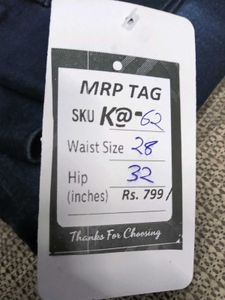 MRP TAG
SKU K@-62
Waist Size 28
Hip 32
(inches) Rs. 799/
Thanks For Choosing